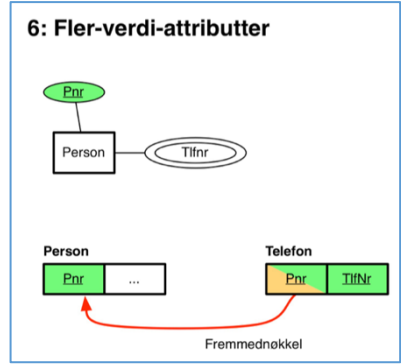 6: Fler-verdi-attributter
Pnr
Person
Tlfnr
Person
Telefon
Pnr
...
Pnr
TlfNr
Fremmednøkkel